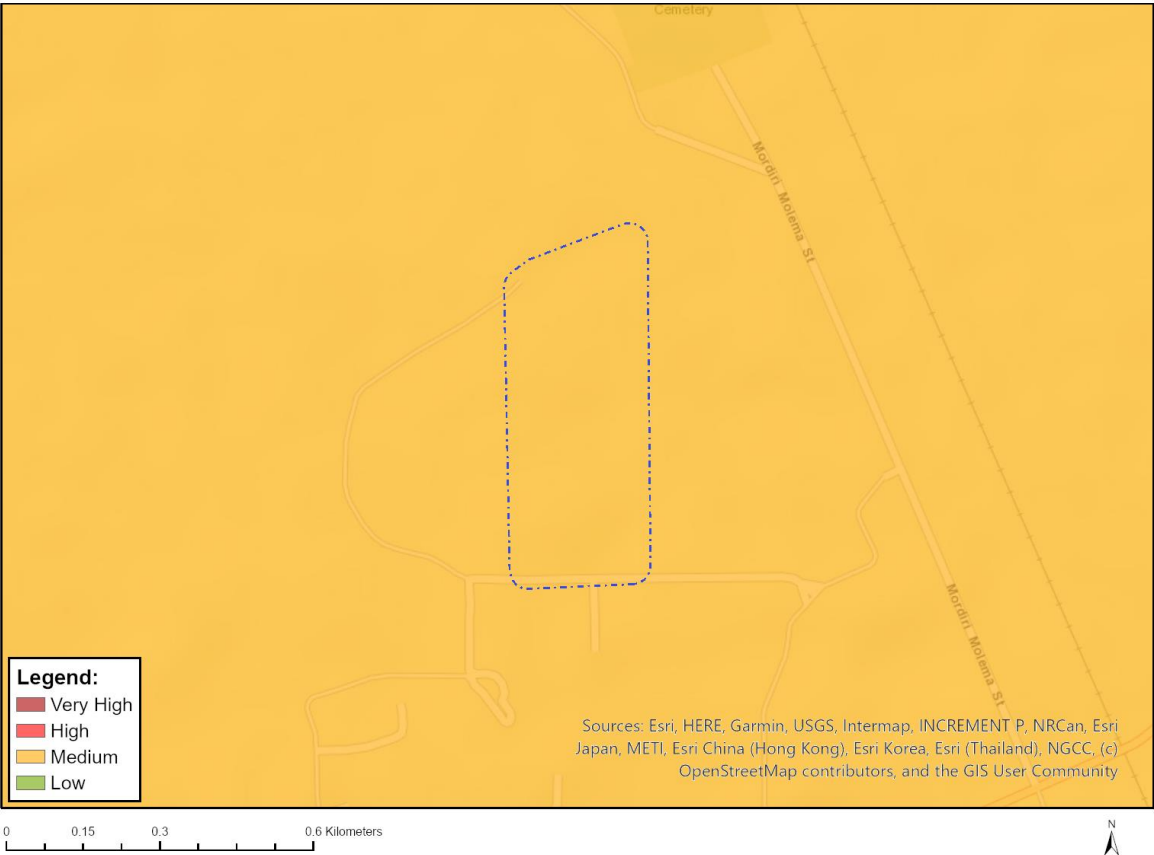 Cemetery
Mordiri Molema St
Mordiri Molema St
Legend:
Very High
High
Medium
Low
Sources: Esri, HERE, Garmin, USGS, Intermap, INCREMENT P, NRCan, Esri
Japan, METI, Esri China (Hong Kong), Esri Korea, Esri (Thailand), NGCC, (c)
OpenStreetMap contributors, and the GIS User Community
0 0.15 0.3 0.6 Kilometers
N